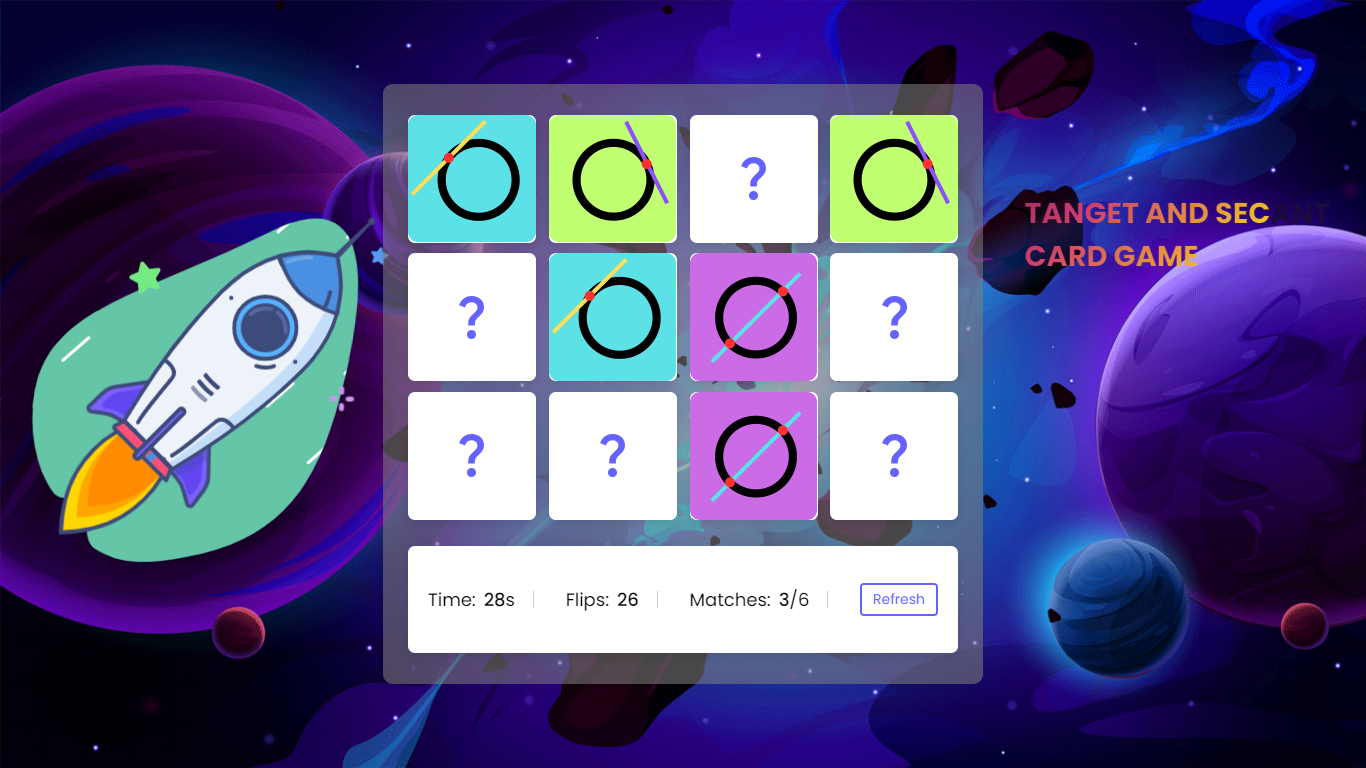 ?
TANGET AND SECANT
CARD GAME
? ?
? ? ?
Time: 28s Flips: 26 Matches: 3/6 Refresh